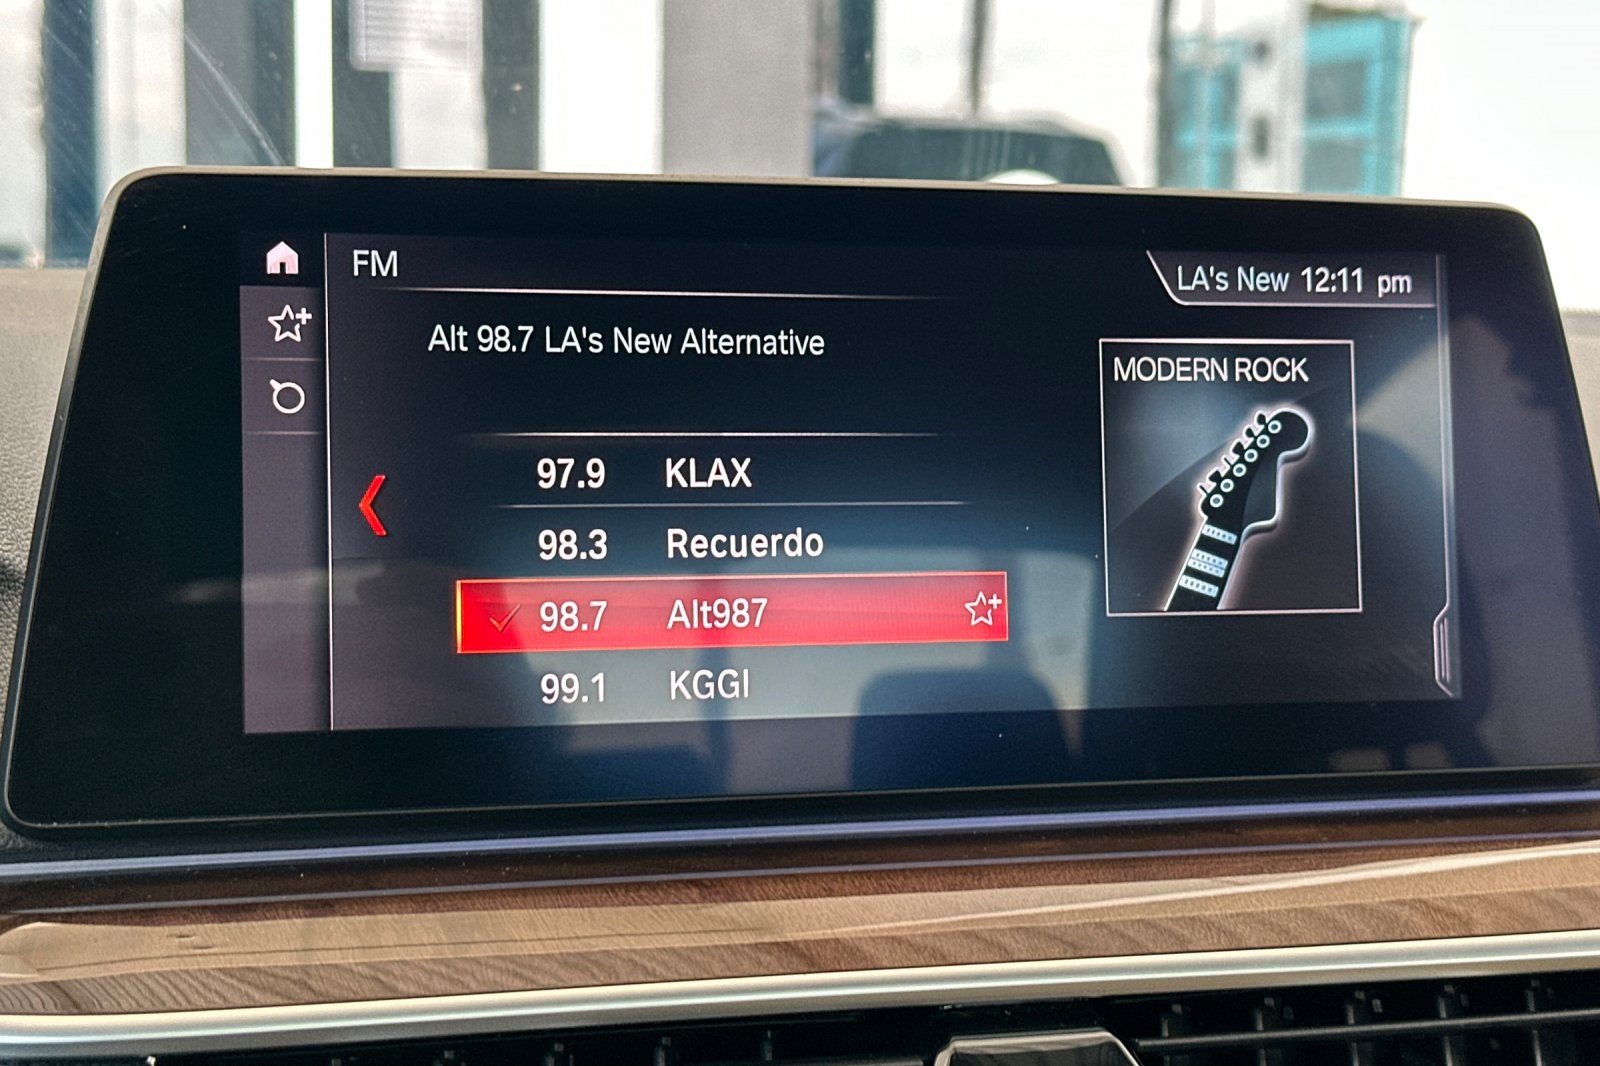 FM
LA's New 12:11 pm
Alt 98.7 LA's New Alternative
MODERN ROCK
97.9 KLAX
98.3 Recuerdo
98.7 Alt987
99.1 KGGI